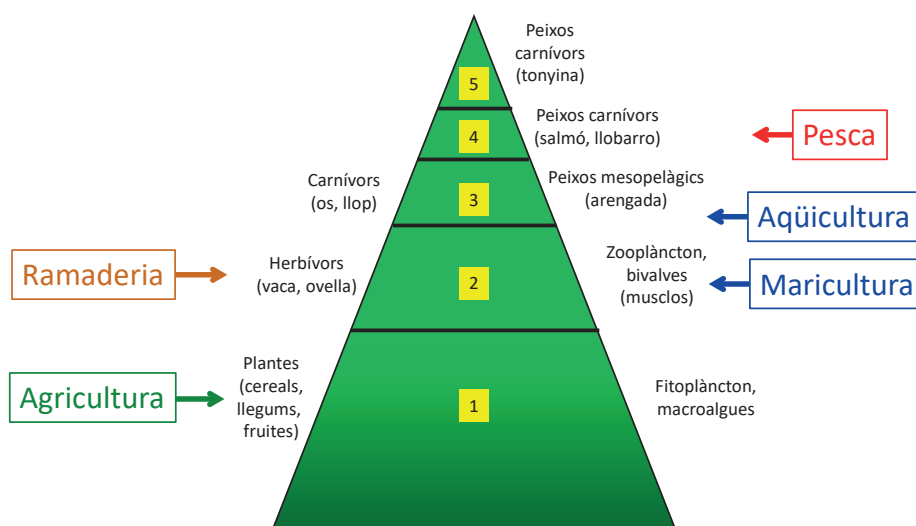 Peixos
carnívors
(tonyina)
5
Peixos carnívors
(salmó, llobarro)
4
Pesca
Carnívors
(os, llop)
3
Peixos mesopelàgics
(arengada)
Aqüicultura
Ramaderia
Herbívors
(vaca, ovella)
2
Zooplàncton,
bivalves
(musclos)
Maricultura
Agricultura
Plantes
(cereals,
llegums,
fruites)
1
Fitoplàncton,
macroalgues